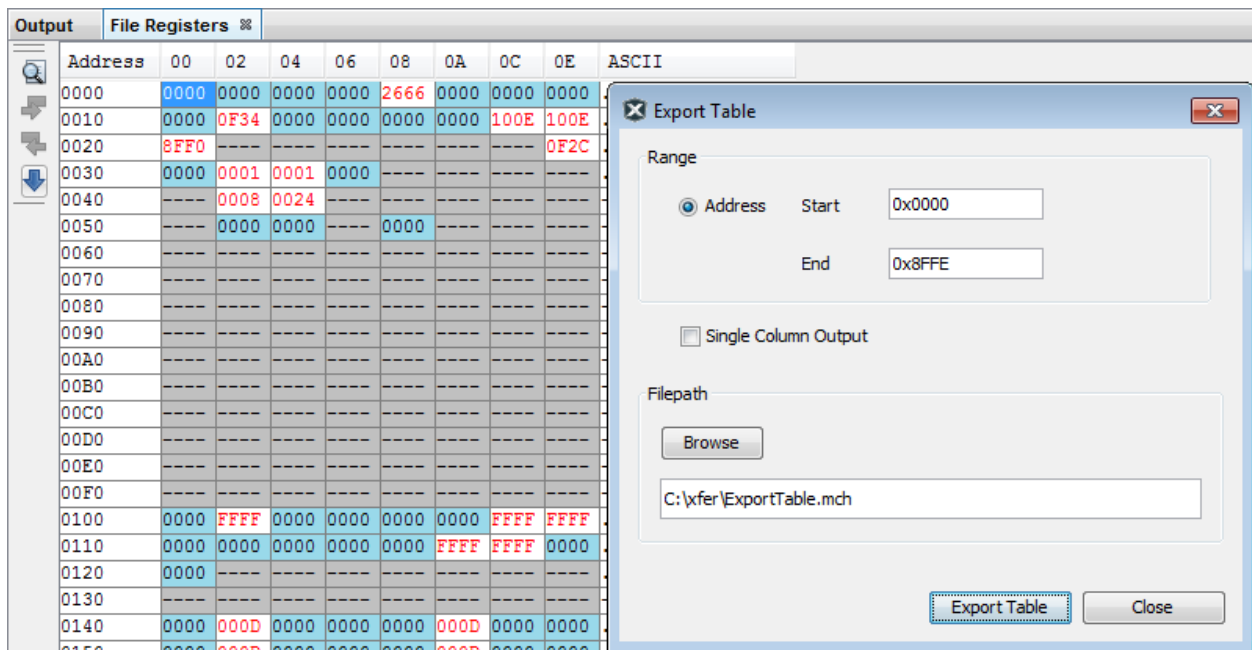 Output File Registers
Address 00 02 04 06 08 0A 0C 0E ASCII
0000 0000 0000 0000 0000 2666 0000 0000 0000 .
0010 0000 0F34 0000 0000 0000 0000 100E 100E .
0020 8FF0 ---- ---- ---- ---- ---- ---- 0F2C .
0030 0000 0001 0001 0000 ---- ---- ---- ----
0040 ---- 0008 0024 ---- ---- ---- ---- ----
0050 ---- 0000 0000 ---- 0000 ---- ---- ----
0060 ---- ---- ---- ---- ---- ---- ---- ----
0070 ---- ---- ---- ---- ---- ---- ---- ----
0080 ---- ---- ---- ---- ---- ---- ---- ----
0090 ---- ---- ---- ---- ---- ---- ---- ----
00A0 ---- ---- ---- ---- ---- ---- ---- ----
00B0 ---- ---- ---- ---- ---- ---- ---- ----
00C0 ---- ---- ---- ---- ---- ---- ---- ----
00D0 ---- ---- ---- ---- ---- ---- ---- ----
00E0 ---- ---- ---- ---- ---- ---- ---- ----
00F0 ---- ---- ---- ---- ---- ---- ---- ----
0100 0000 FFFF 0000 0000 0000 0000 FFFF FFFF .
0110 0000 0000 0000 0000 0000 FFFF FFFF 0000 .
0120 0000 ---- ---- ---- ---- ---- ---- ---- .
0130 ---- ---- ---- ---- ---- ---- ---- ----
0140 0000 000D 0000 0000 0000 000D 0000 0000 .
Export Table
Range
Address Start 0x0000
End 0x8FFE
Single Column Output
Filepath
Browse
C:\xfer\ExportTable.mch
Export Table Close